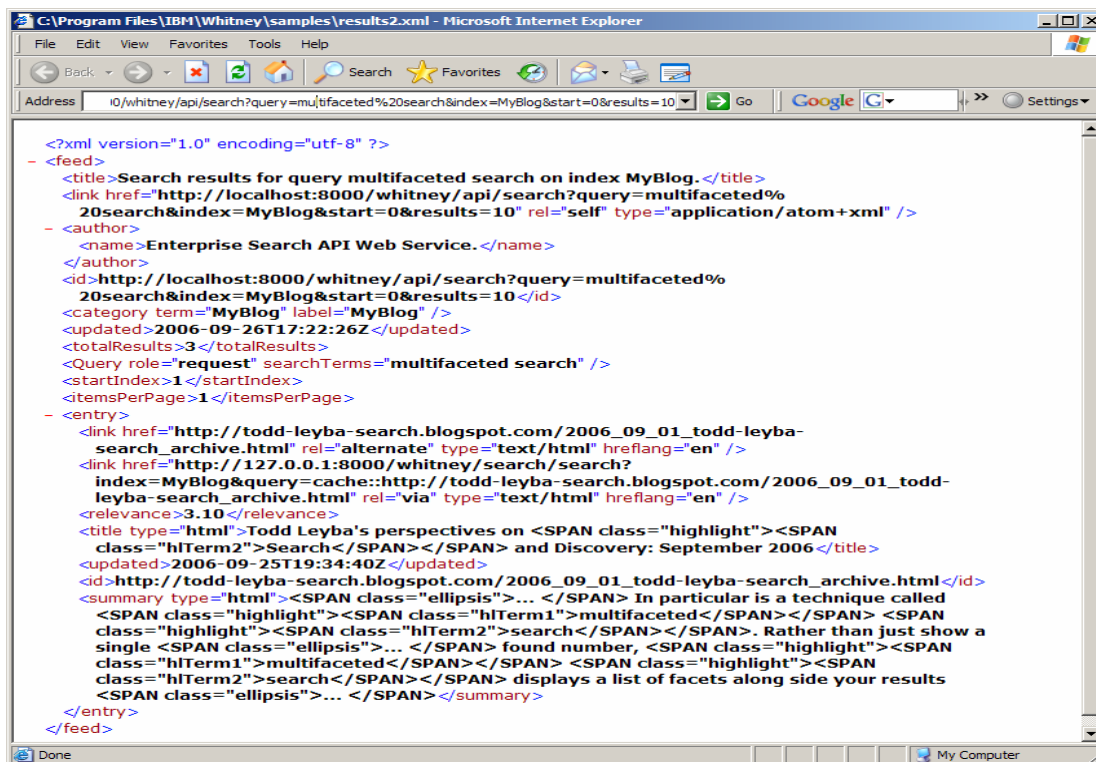 C:\Program Files\IBM\Whitney\samples\results2.xml - Microsoft Internet Explorer
File Edit View Favorites Tools Help
Back Search Favorites
Address 0/whitney/api/search?query=multifaceted%20search&index=MyBlog&start=0&results=10 Go Google G Settings
<?xml version="1.0" encoding="utf-8" ?>
- <feed>
<title>Search results for query multifaceted search on index MyBlog.</title>
<link href="http://localhost:8000/whitney/api/search?query=multifaceted%
20search&index=MyBlog&start=0&results=10" rel="self" type="application/atom+xml" />
- <author>
<name>Enterprise Search API Web Service.</name>
</author>
<id>http://localhost:8000/whitney/api/search?query=multifaceted%
20search&index=MyBlog&start=0&results=10</id>
<category term="MyBlog" label="MyBlog" />
<updated>2006-09-26T17:22:26Z</updated>
<totalResults>3</totalResults>
<Query role="request" searchTerms="multifaceted search" />
<startIndex>1</startIndex>
<itemsPerPage>1</itemsPerPage>
- <entry>
<link href="http://todd-leyba-search.blogspot.com/2006_09_01_todd-leyba-
search_archive.html" rel="alternate" type="text/html" hreflang="en" />
<link href="http://127.0.0.1:8000/whitney/search/search?
index=MyBlog&query=cache::http://todd-leyba-search.blogspot.com/2006_09_01_todd-
leyba-search_archive.html" rel="via" type="text/html" hreflang="en" />
<relevance>3.10</relevance>
<title type="html">Todd Leyba's perspectives on <SPAN class="highlight"><SPAN
class="hlTerm2">Search</SPAN></SPAN> and Discovery: September 2006</title>
<updated>2006-09-25T19:34:40Z</updated>
<id>http://todd-leyba-search.blogspot.com/2006_09_01_todd-leyba-search_archive.html</id>
<summary type="html"><SPAN class="ellipsis">... </SPAN> In particular is a technique called
<SPAN class="highlight"><SPAN class="hlTerm1">multifaceted</SPAN></SPAN> <SPAN
class="highlight"><SPAN class="hlTerm2">search</SPAN></SPAN>. Rather than just show a
single <SPAN class="ellipsis">... </SPAN> found number, <SPAN class="highlight"><SPAN
class="hlTerm1">multifaceted</SPAN></SPAN> <SPAN class="highlight"><SPAN
class="hlTerm2">search</SPAN></SPAN> displays a list of facets along side your results
<SPAN class="ellipsis">... </SPAN></summary>
</entry>
</feed>
Done My Computer